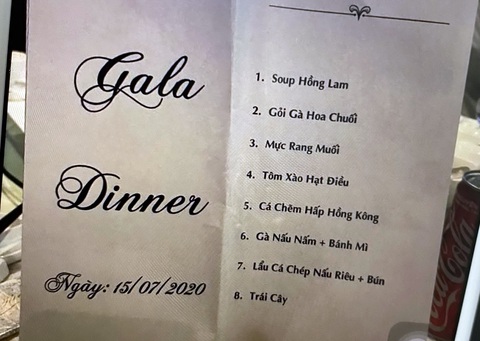 Gala
Dinner
Ngày: 15/07/2020
1. Soup Hồng Lam
2. Gỏi Gà Hoa Chuối
3. Mực Rang Muối
4. Tôm Xào Hạt Điều
5. Cá Chẽm Hấp Hồng Kông
6. Gà Nấu Nấm + Bánh Mì
7. Lẩu Cá Chép Nấu Riêu + Bún
8. Trái Cây
Coca-Cola